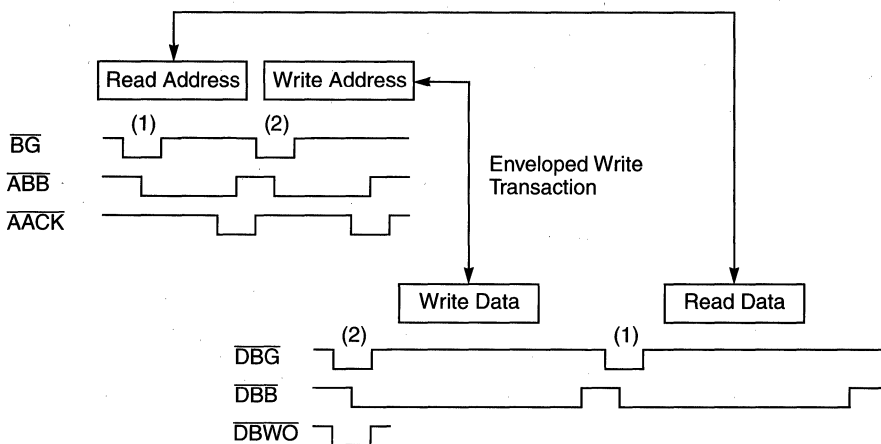 Read Address
Write Address
(1)
(2)
BG
ABB
AACK
Enveloped Write
Transaction
Write Data
Read Data
(2)
(1)
DBG
DBB
DBWO